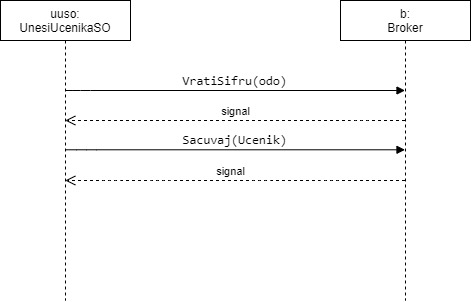 uuso:
UnesiUcenikaSO
b:
Broker
VratiSifru(odo)
signal
Sacuvaj(Ucenik)
signal